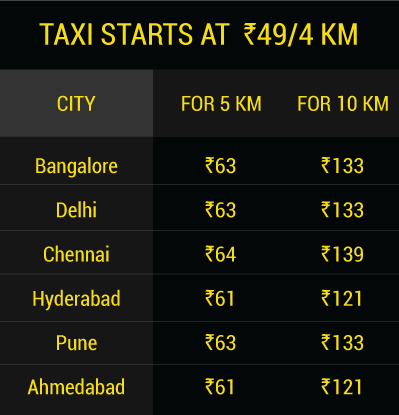 TAXI STARTS AT ₹49/4 KM
CITY FOR 5 KM FOR 10 KM
Bangalore ₹63 ₹133
Delhi ₹63 ₹133
Chennai ₹64 ₹139
Hyderabad ₹61 ₹121
Pune ₹63 ₹133
Ahmedabad ₹61 ₹121